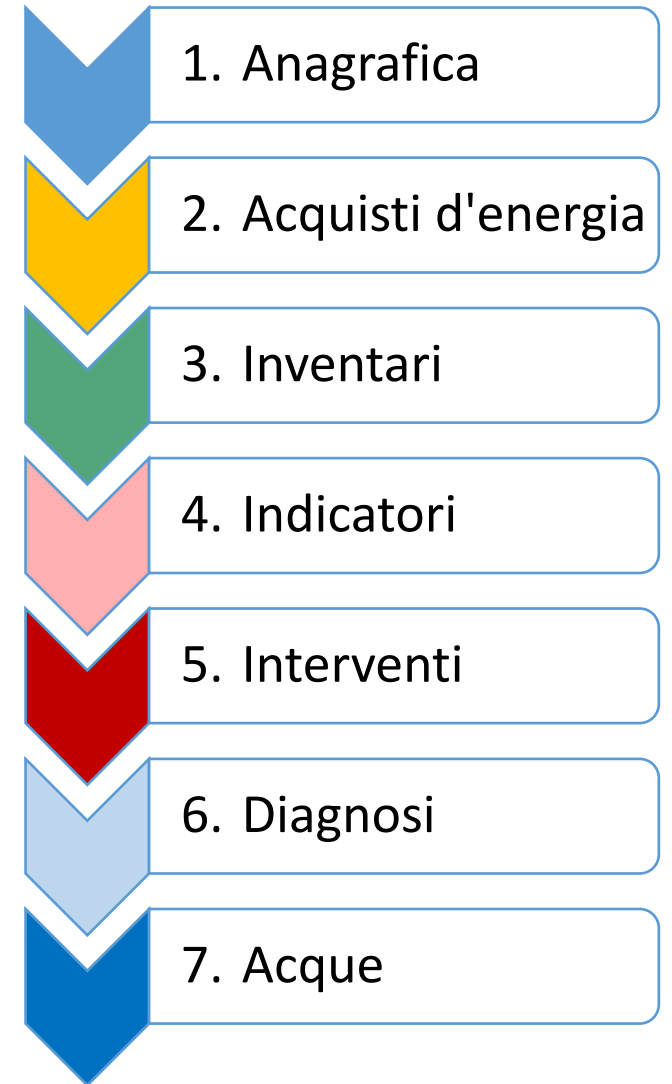 1. Anagrafica
2. Acquisti d'energia
3. Inventari
4. Indicatori
5. Interventi
6. Diagnosi
7. Acque